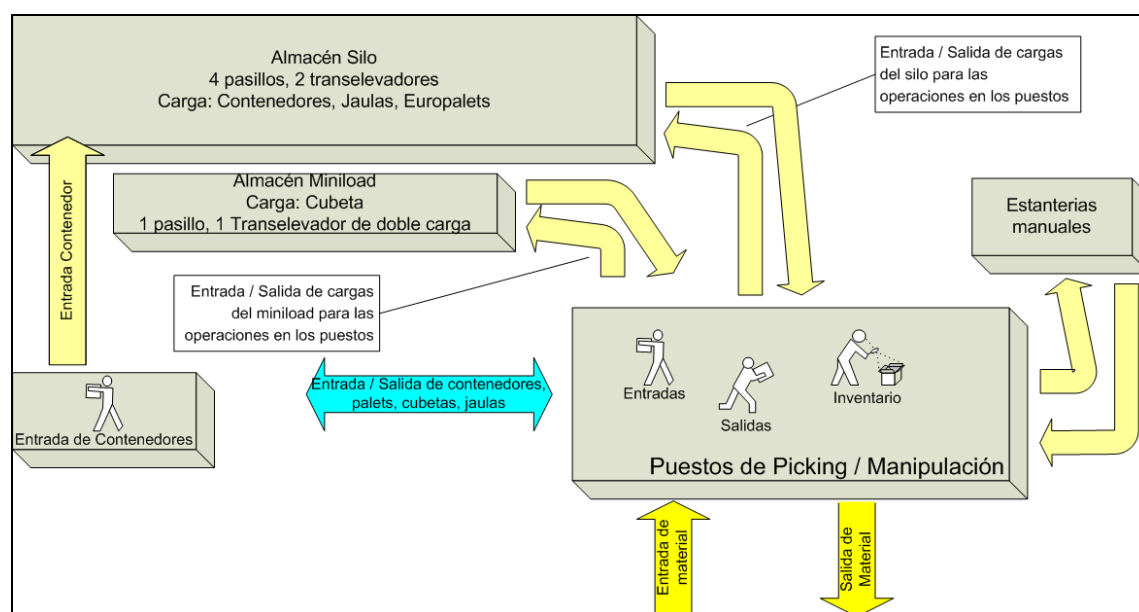 Almacén Silo
4 pasillos, 2 transelevadores
Carga: Contenedores, Jaulas, Europalets
Entrada / Salida de cargas
del silo para las
operaciones en los puestos
Entrada Contenedor
Almacén Miniload
Carga: Cubeta
1 pasillo, 1 Transelevador de doble carga
Estanterias
manuales
Entrada / Salida de cargas
del miniload para las
operaciones en los puestos
Entrada / Salida de contenedores,
palets, cubetas, jaulas
Entrada de Contenedores
Entradas
Salidas
Inventario
Puestos de Picking / Manipulación
Entrada de
material
Salida de
Material